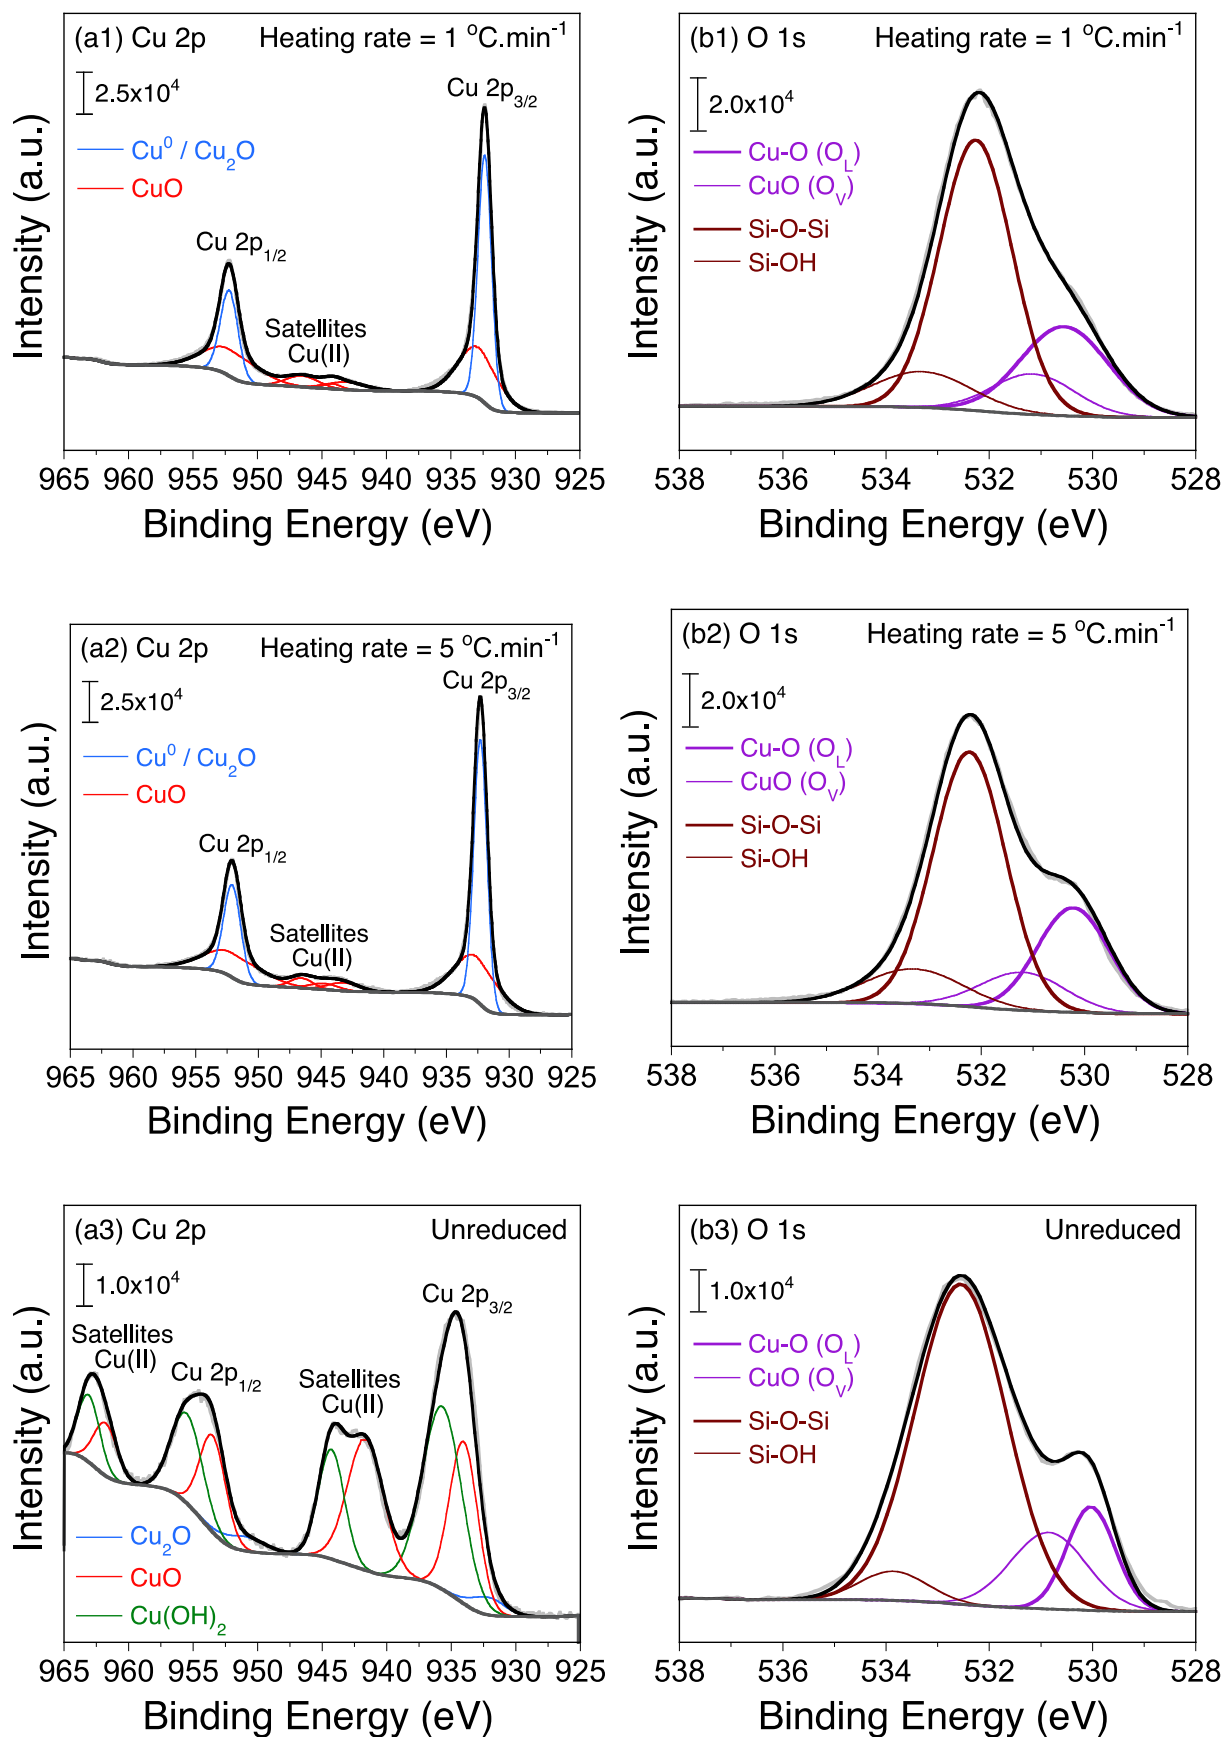 (a1) Cu 2p Heating rate = 1 °C.min⁻¹
2.5x10⁴
Cu 2p₃/₂
Cu⁰ / Cu₂O
CuO
Cu 2p₁/₂
Satellites
Cu(II)
Intensity (a.u.)
965 960 955 950 945 940 935 930 925
Binding Energy (eV)
(b1) O 1s Heating rate = 1 °C.min⁻¹
2.0x10⁴
Cu-O (O_L)
CuO (O_V)
Si-O-Si
Si-OH
Intensity (a.u.)
538 536 534 532 530 528
Binding Energy (eV)
(a2) Cu 2p Heating rate = 5 °C.min⁻¹
2.5x10⁴
Cu 2p₃/₂
Cu⁰ / Cu₂O
CuO
Cu 2p₁/₂
Satellites
Cu(II)
Intensity (a.u.)
965 960 955 950 945 940 935 930 925
Binding Energy (eV)
(b2) O 1s Heating rate = 5 °C.min⁻¹
2.0x10⁴
Cu-O (O_L)
CuO (O_V)
Si-O-Si
Si-OH
Intensity (a.u.)
538 536 534 532 530 528
Binding Energy (eV)
(a3) Cu 2p Unreduced
1.0x10⁴
Cu 2p₃/₂
Satellites
Cu(II)
Cu 2p₁/₂
Satellites
Cu(II)
Cu₂O
CuO
Cu(OH)₂
Intensity (a.u.)
965 960 955 950 945 940 935 930 925
Binding Energy (eV)
(b3) O 1s Unreduced
1.0x10⁴
Cu-O (O_L)
CuO (O_V)
Si-O-Si
Si-OH
Intensity (a.u.)
538 536 534 532 530 528
Binding Energy (eV)